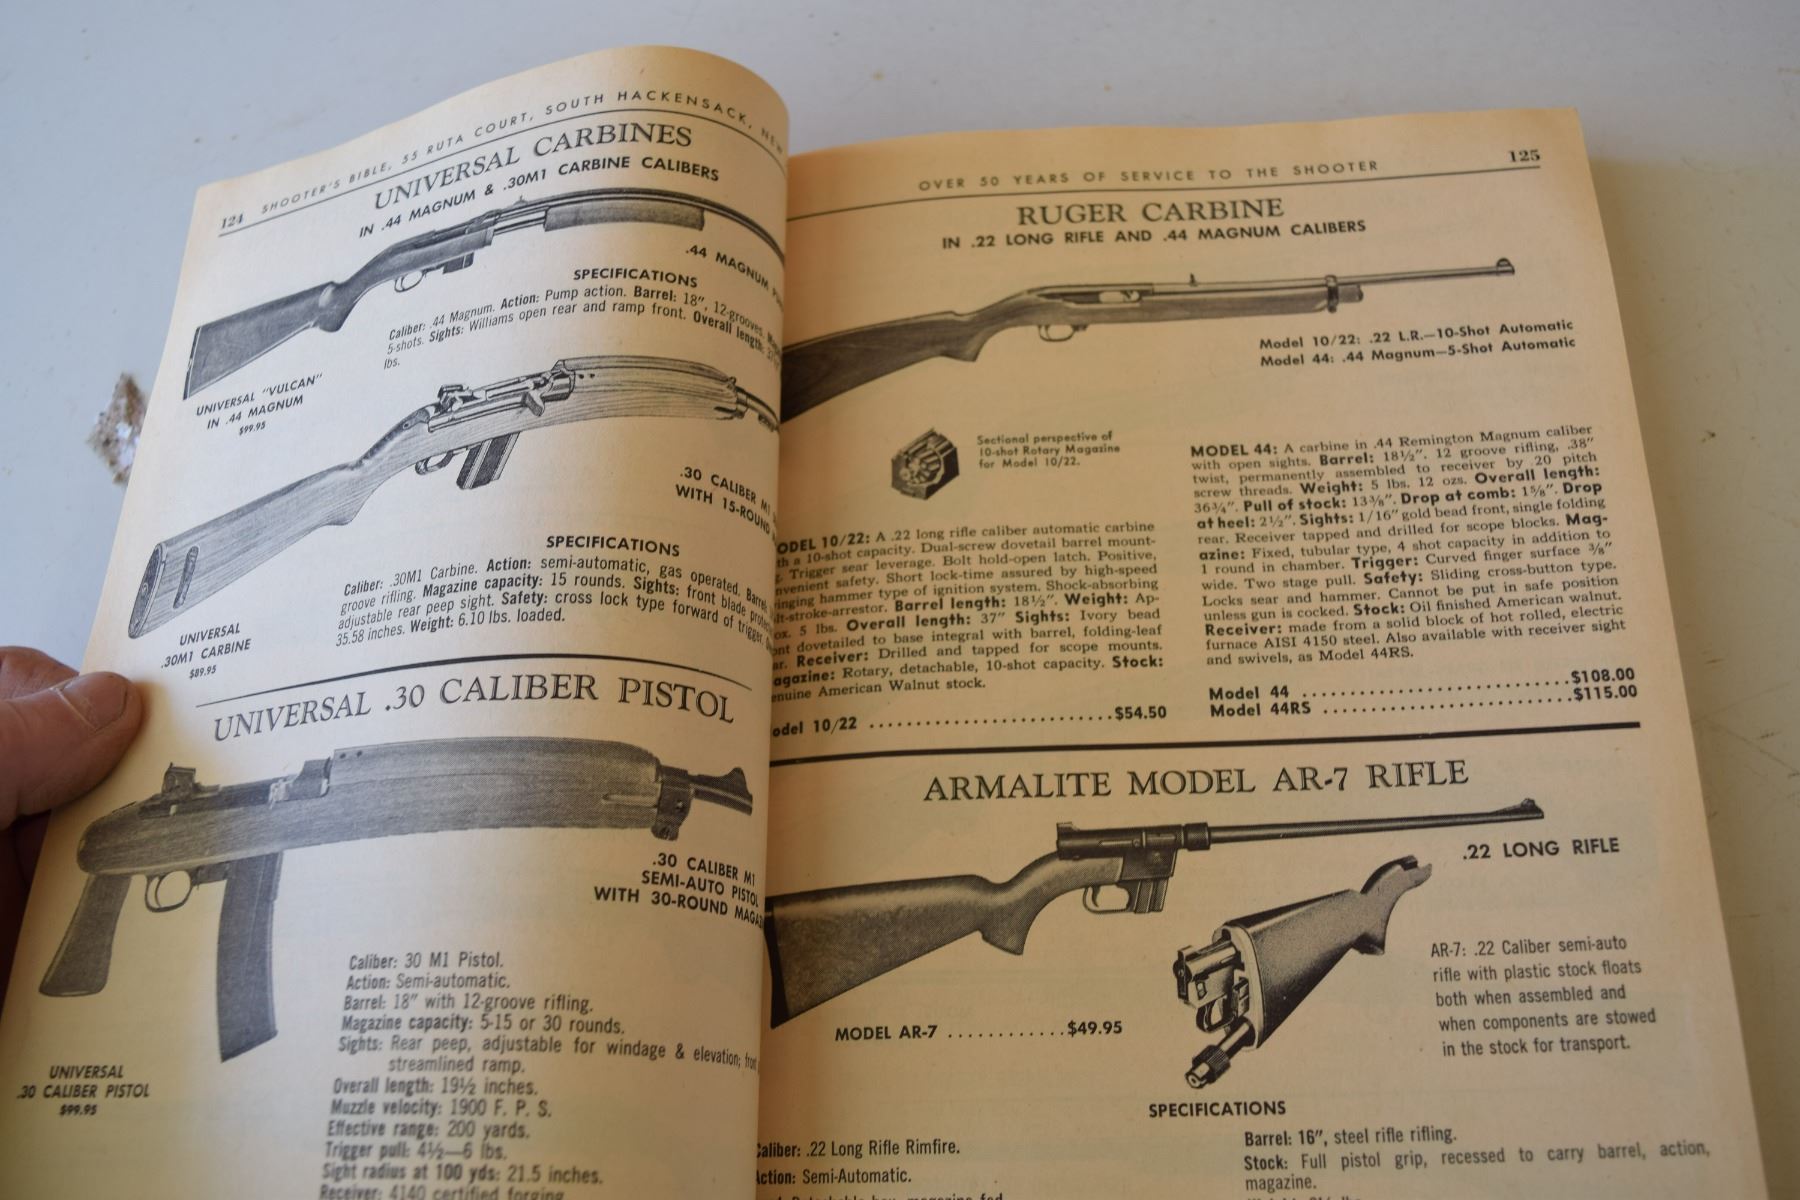 124 SHOOTER'S BIBLE, 55 RUTA COURT, SOUTH HACKENSACK, NEW
UNIVERSAL CARBINES
IN .44 MAGNUM & .30M1 CARBINE CALIBERS
.44 MAGNUM
SPECIFICATIONS
Caliber: .44 Magnum. Action: Pump action. Barrel: 18", 12-grooves.
5-shots. Sights: Williams open rear and ramp front. Overall length:
lbs.
UNIVERSAL "VULCAN"
IN .44 MAGNUM
$99.95
.30 CALIBER M1
WITH 15-ROUND
SPECIFICATIONS
Caliber: .30M1 Carbine. Action: semi-automatic, gas operated. Barrel
groove rifling. Magazine capacity: 15 rounds. Sights: front blade
adjustable rear peep sight. Safety: cross lock type forward of trigger.
35.58 inches. Weight: 6.10 lbs. loaded.
UNIVERSAL
.30M1 CARBINE
$89.95
UNIVERSAL .30 CALIBER PISTOL
.30 CALIBER M1
SEMI-AUTO PISTOL
WITH 30-ROUND
UNIVERSAL
.30 CALIBER PISTOL
$99.95
Caliber: 30 M1 Pistol.
Action: Semi-automatic.
Barrel: 18" with 12-groove rifling.
Magazine capacity: 5-15 or 30 rounds.
Sights: Rear peep, adjustable for windage & elevation;
streamlined ramp.
Overall length: 19½ inches.
Muzzle velocity: 1900 F. P. S.
Effective range: 200 yards.
Trigger pull: 4½—6 lbs.
Sight radius at 100 yds: 21.5 inches.
Receiver: 4140 certified forging
OVER 50 YEARS OF SERVICE TO THE SHOOTER 125
RUGER CARBINE
IN .22 LONG RIFLE AND .44 MAGNUM CALIBERS
Model 10/22: .22 L.R.—10-Shot Automatic
Model 44: .44 Magnum—5-Shot Automatic
Sectional perspective of
10-shot Rotary Magazine
for Model 10/22.
ODEL 10/22: A .22 long rifle caliber automatic carbine
th a 10-shot capacity. Dual-screw dovetail barrel mount-
Trigger sear leverage. Bolt hold-open latch. Positive,
nvenient safety. Short lock-time assured by high-speed
inging hammer type of ignition system. Shock-absorbing
lt-stroke-arrestor. Barrel length: 18½". Weight: Ap-
ox. 5 lbs. Overall length: 37" Sights: Ivory bead
ont dovetailed to base integral with barrel, folding-leaf
ar. Receiver: Drilled and tapped for scope mounts.
agazine: Rotary, detachable, 10-shot capacity. Stock:
enuine American Walnut stock.
odel 10/22 ........................ $54.50
MODEL 44: A carbine in .44 Remington Magnum caliber
with open sights. Barrel: 18½". 12 groove rifling, .38"
twist, permanently assembled to receiver by 20 pitch
screw threads. Weight: 5 lbs. 12 ozs. Overall length:
36¾". Pull of stock: 13⅜". Drop at comb: 1⅝". Drop
at heel: 2½". Sights: 1/16" gold bead front, single folding
rear. Receiver tapped and drilled for scope blocks. Mag-
azine: Fixed, tubular type, 4 shot capacity in addition to
1 round in chamber. Trigger: Curved finger surface ⅜"
wide. Two stage pull. Safety: Sliding cross-button type.
Locks sear and hammer. Cannot be put in safe position
unless gun is cocked. Stock: Oil finished American walnut.
Receiver: made from a solid block of hot rolled, electric
furnace AISI 4150 steel. Also available with receiver sight
and swivels, as Model 44RS.
Model 44 ........................... $108.00
Model 44RS ......................... $115.00
ARMALITE MODEL AR-7 RIFLE
.22 LONG RIFLE
MODEL AR-7 ............ $49.95
AR-7: .22 Caliber semi-auto
rifle with plastic stock floats
both when assembled and
when components are stowed
in the stock for transport.
SPECIFICATIONS
Caliber: .22 Long Rifle Rimfire.
Action: Semi-Automatic.
Barrel: 16", steel rifle rifling.
Stock: Full pistol grip, recessed to carry barrel, action,
magazine.